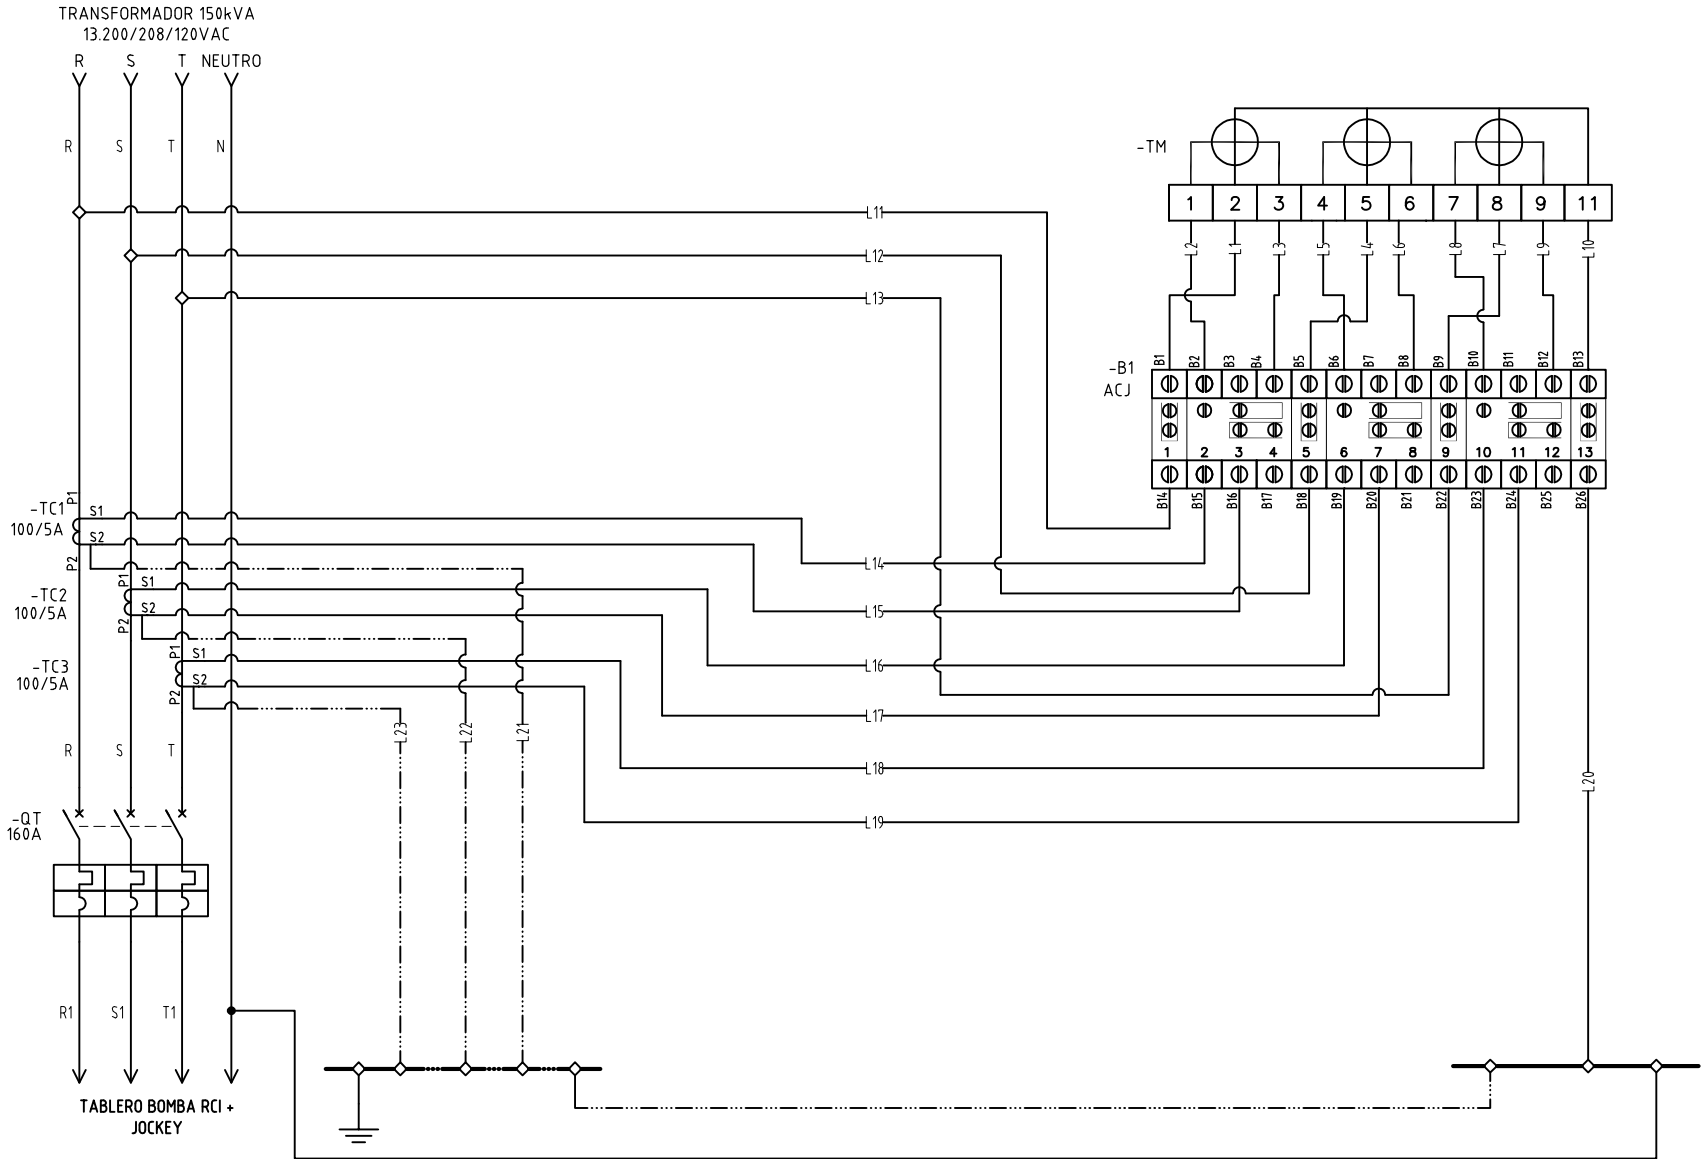 TRANSFORMADOR 150kVA
13.200/208/120VAC
R S T NEUTRO
R S T N
-TM
1 2 3 4 5 6 7 8 9 11
L11
L2 L1 L3 L5 L4 L6 L8 L7 L9 L10
L12
L13
-B1
ACJ
B1 B2 B3 B4 B5 B6 B7 B8 B9 B10 B11 B12 B13
1 2 3 4 5 6 7 8 9 10 11 12 13
B14 B15 B16 B17 B18 B19 B20 B21 B22 B23 B24 B25 B26
-TC1
100/5A
P1
S1
S2
P2
L14
-TC2
100/5A
P1
S1
S2
P2
L15
-TC3
100/5A
P1
S1
S2
P2
L16
L17
L23 L22 L21
R S T
L18
L20
-QT
160A
L19
R1 S1 T1
TABLERO BOMBA RCI +
JOCKEY